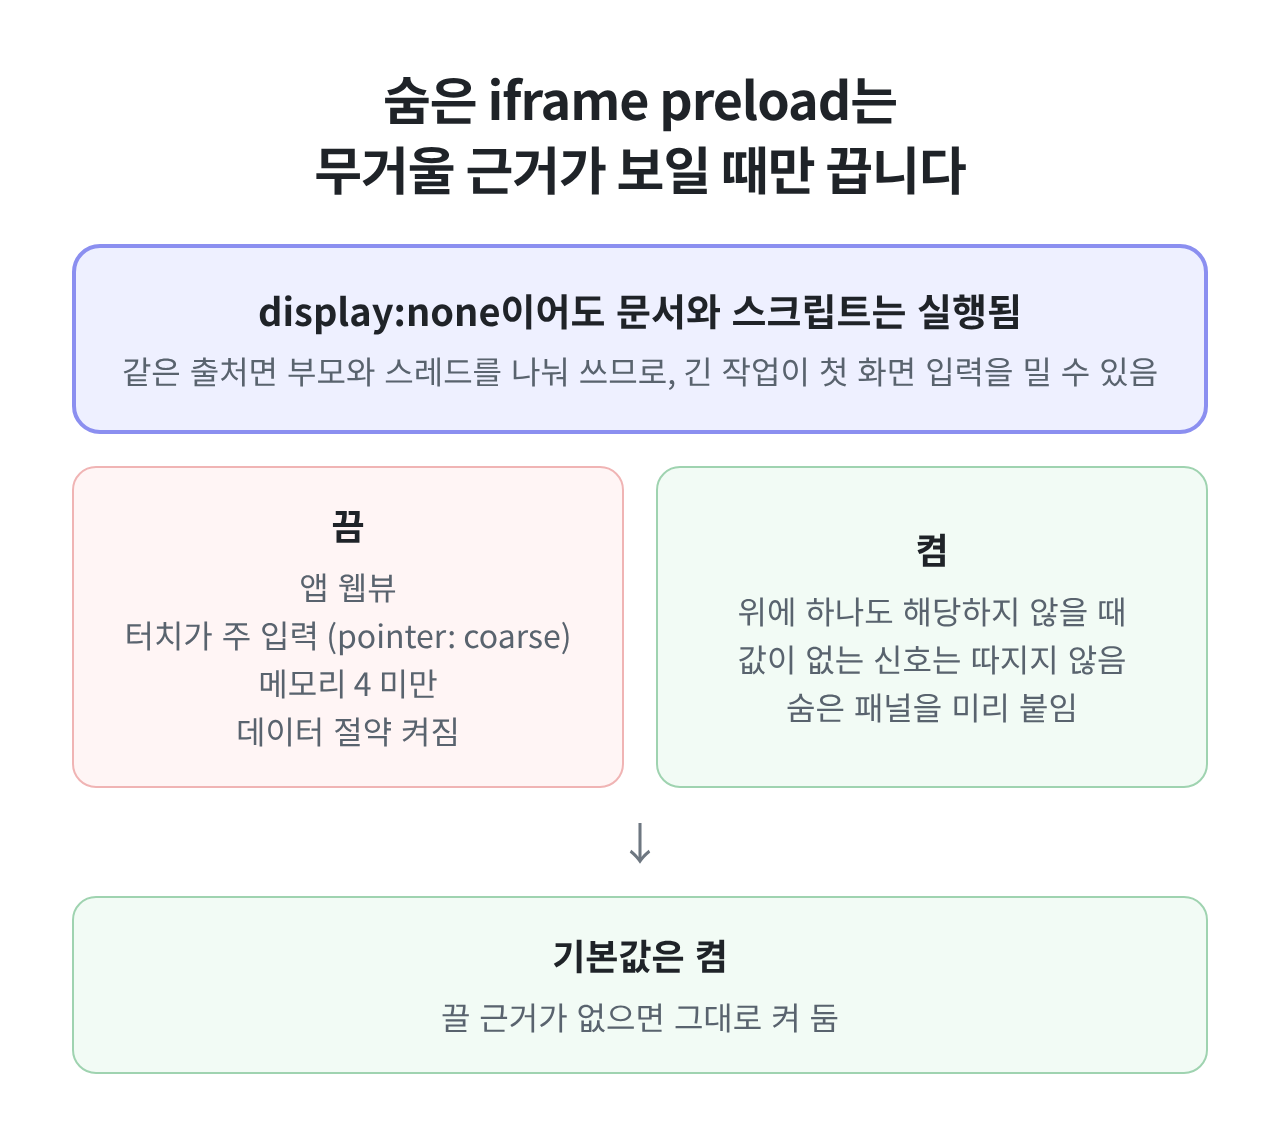 숨은 iframe preload는
무거울 근거가 보일 때만 끕니다
display:none이어도 문서와 스크립트는 실행됨
같은 출처면 부모와 스레드를 나눠 쓰므로, 긴 작업이 첫 화면 입력을 밀 수 있음
끔
앱 웹뷰
터치가 주 입력 (pointer: coarse)
메모리 4 미만
데이터 절약 켜짐
켬
위에 하나도 해당하지 않을 때
값이 없는 신호는 따지지 않음
숨은 패널을 미리 붙임
↓
기본값은 켬
끌 근거가 없으면 그대로 켜 둠